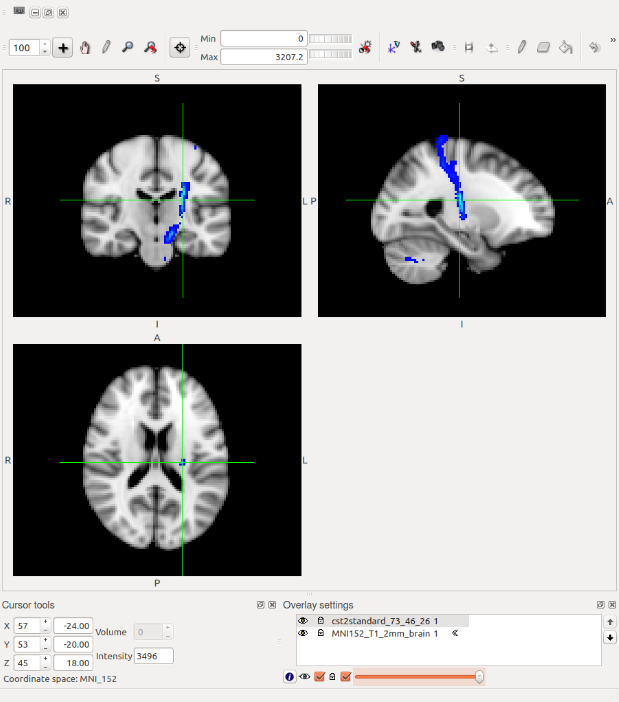 100
Min 0
Max 3207.2
S S
R L P A
I I
A
R L
P
Cursor tools
Overlay settings
X 57 -24.00
Y 53 -20.00
Z 45 18.00
Volume 0
Intensity 3496
Coordinate space: MNI_152
cst2standard_73_46_26 1
MNI152_T1_2mm_brain 1